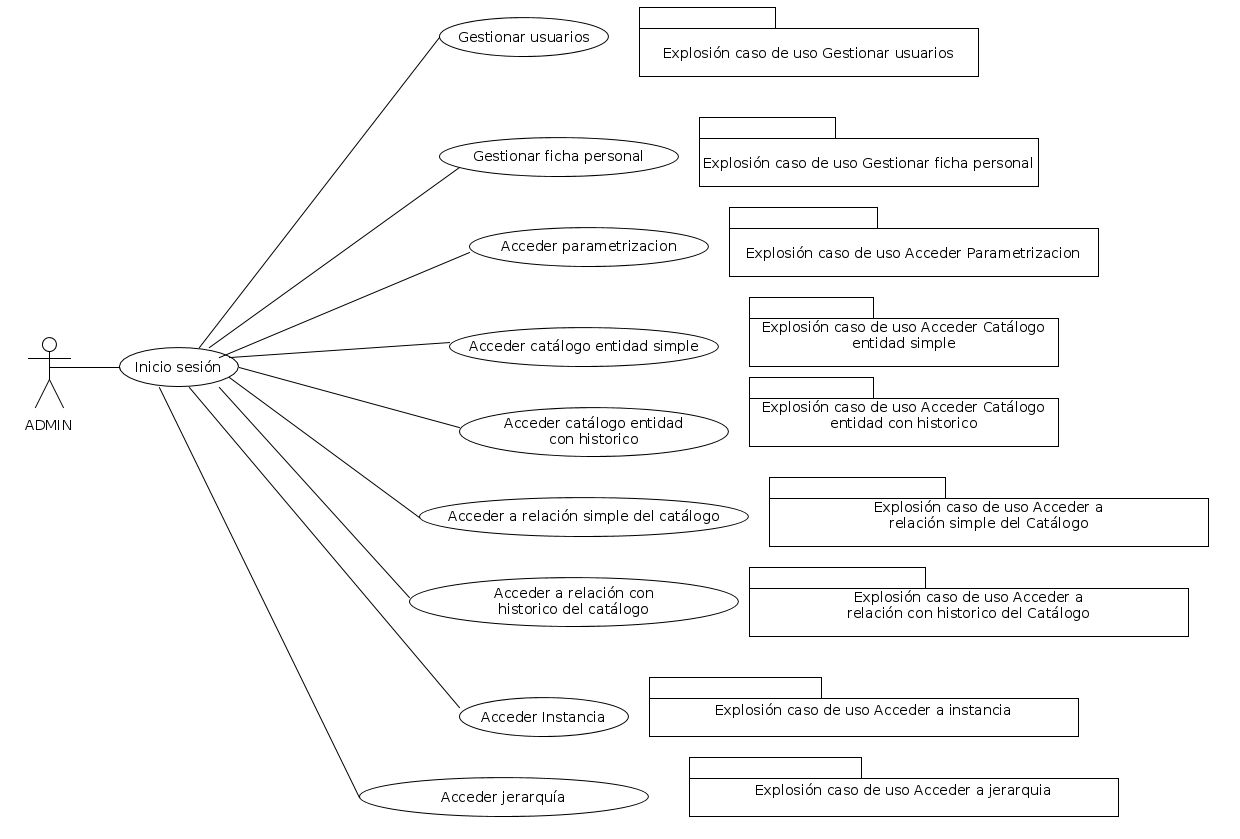 Gestionar usuarios
Explosión caso de uso Gestionar usuarios
Gestionar ficha personal
Explosión caso de uso Gestionar ficha personal
Acceder parametrizacion
Explosión caso de uso Acceder Parametrizacion
Acceder catálogo entidad simple
Explosión caso de uso Acceder Catálogo
entidad simple
Inicio sesión
ADMIN
Acceder catálogo entidad
con historico
Explosión caso de uso Acceder Catálogo
entidad con historico
Acceder a relación simple del catálogo
Explosión caso de uso Acceder a
relación simple del Catálogo
Acceder a relación con
historico del catálogo
Explosión caso de uso Acceder a
relación con historico del Catálogo
Acceder Instancia
Explosión caso de uso Acceder a instancia
Acceder jerarquía
Explosión caso de uso Acceder a jerarquia